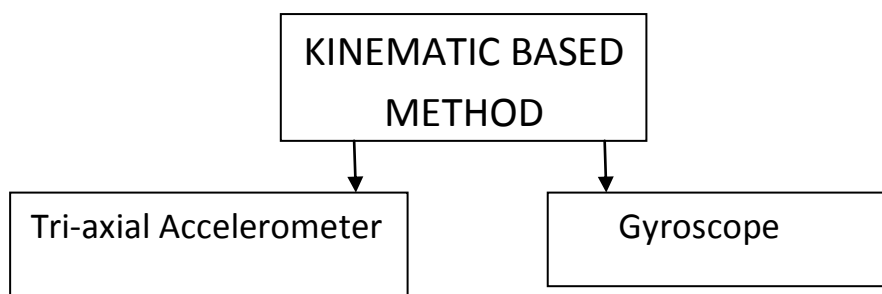 KINEMATIC BASED
METHOD
Tri-axial Accelerometer
Gyroscope